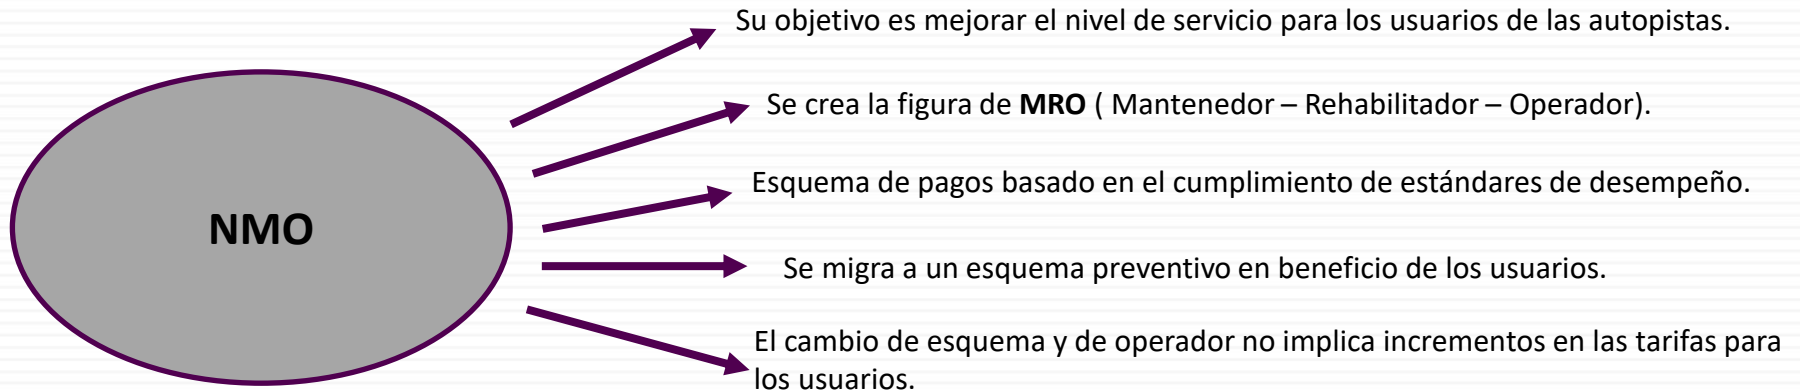 Su objetivo es mejorar el nivel de servicio para los usuarios de las autopistas.
Se crea la figura de MRO ( Mantenedor – Rehabilitador – Operador).
Esquema de pagos basado en el cumplimiento de estándares de desempeño.
NMO
Se migra a un esquema preventivo en beneficio de los usuarios.
El cambio de esquema y de operador no implica incrementos en las tarifas para
los usuarios.